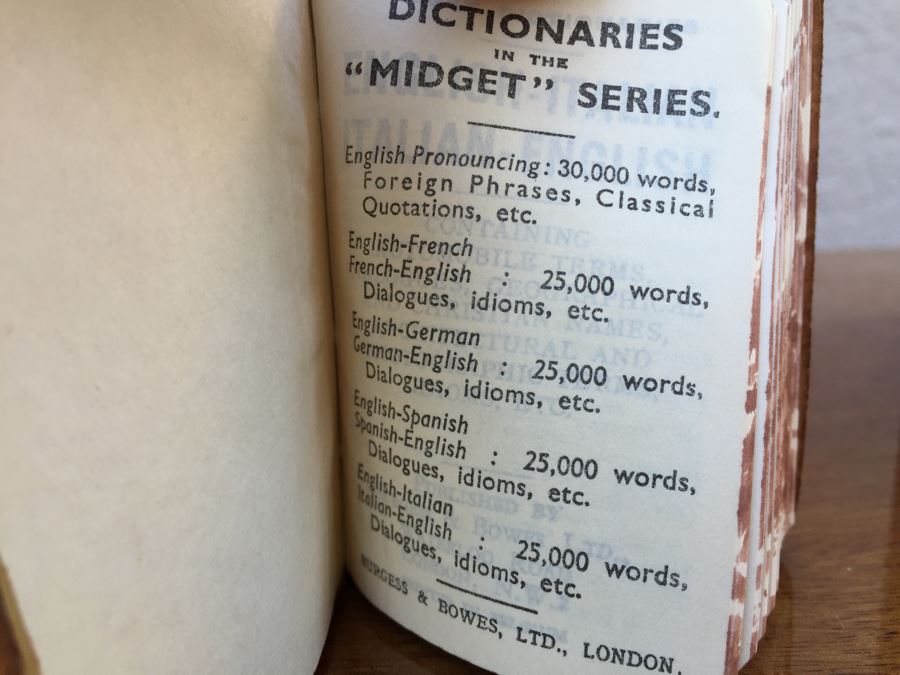 DICTIONARIES
IN THE
“MIDGET” SERIES.
English Pronouncing: 30,000 words,
Foreign Phrases, Classical
Quotations, etc.
English-French
French-English : 25,000 words,
Dialogues, idioms, etc.
English-German
German-English : 25,000 words,
Dialogues, idioms, etc.
English-Spanish
Spanish-English : 25,000 words,
Dialogues, idioms, etc.
English-Italian
Italian-English : 25,000 words,
Dialogues, idioms, etc.
BURGESS & BOWES, LTD., LONDON.